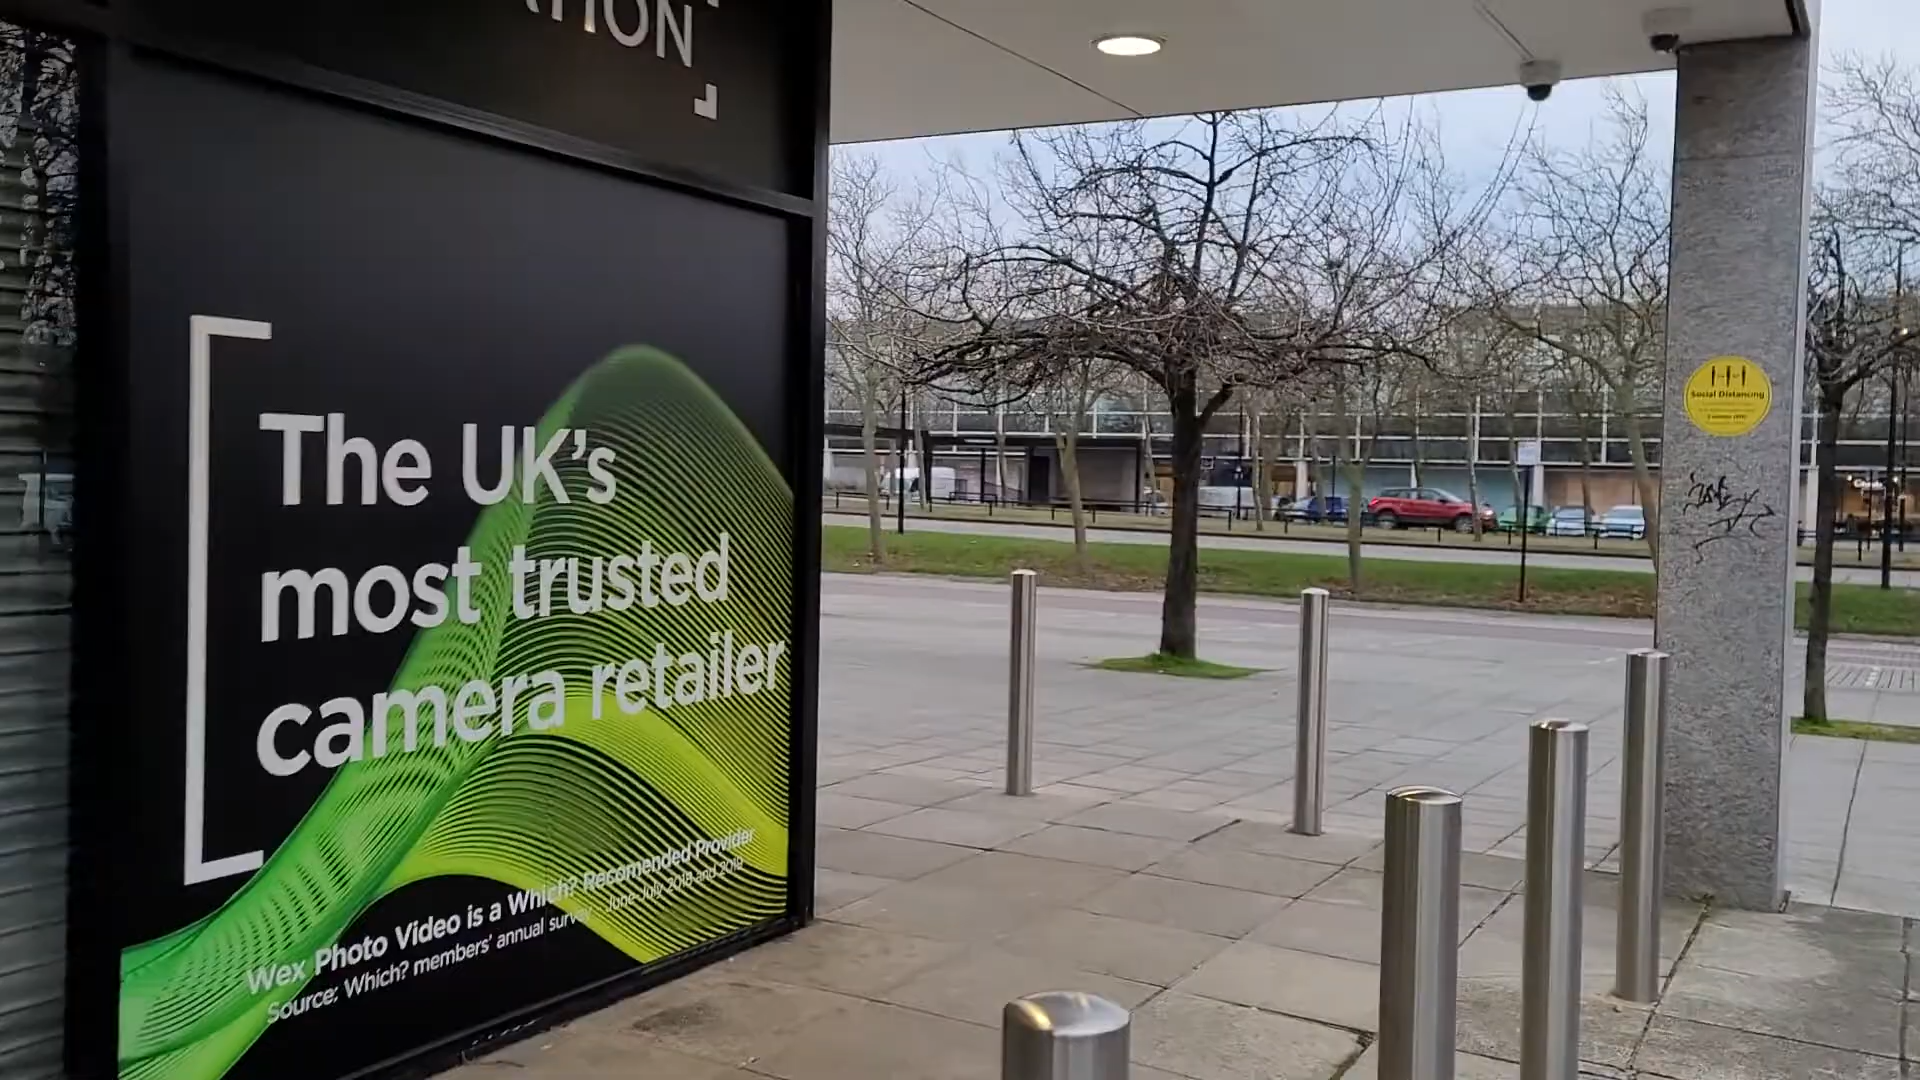 The UK's
most trusted
camera retailer
Wex Photo Video is a Which? Recomended Provider
Source: Which? members' annual survey - June-July 2018 and 2019
Social Distancing